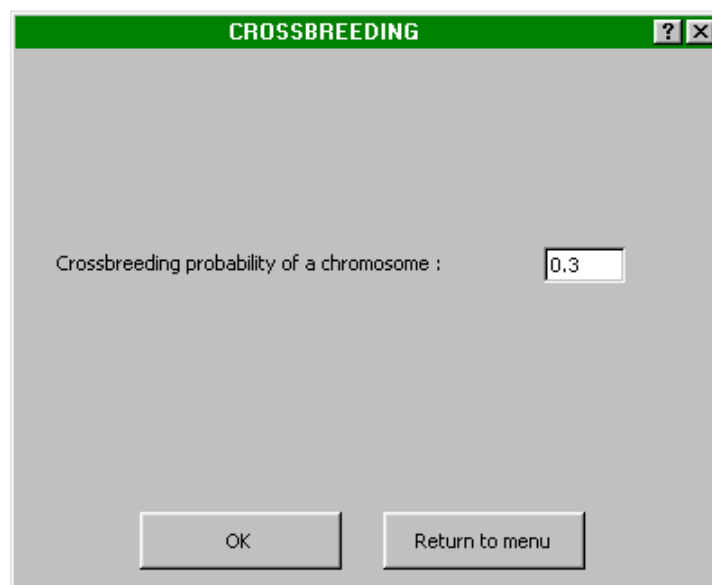 CROSSBREEDING
? X
Crossbreeding probability of a chromosome : 0.3
OK Return to menu